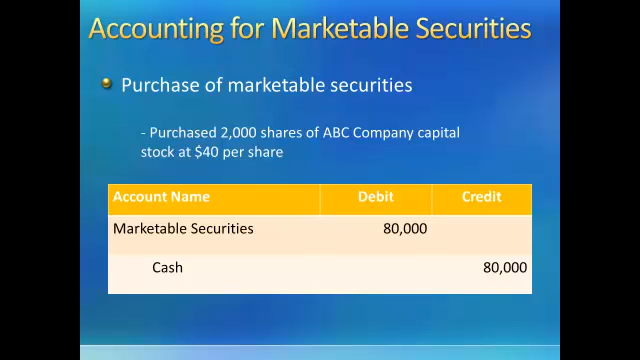 Accounting for Marketable Securities
Purchase of marketable securities
- Purchased 2,000 shares of ABC Company capital
stock at $40 per share
Account Name Debit Credit
Marketable Securities 80,000
Cash 80,000